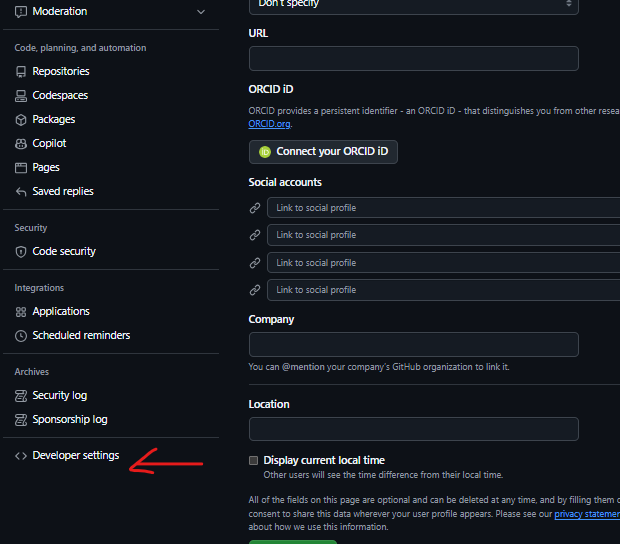 Moderation
Code, planning, and automation
Repositories
Codespaces
Packages
Copilot
Pages
Saved replies
Security
Code security
Integrations
Applications
Scheduled reminders
Archives
Security log
Sponsorship log
Developer settings
Don't specify
URL
ORCID iD
ORCID provides a persistent identifier - an ORCID iD - that distinguishes you from other
ORCID.org.
iD Connect your ORCID iD
Social accounts
Link to social profile
Link to social profile
Link to social profile
Link to social profile
Company
You can @mention your company's GitHub organization to link it.
Location
Display current local time
Other users will see the time difference from their local time.
All of the fields on this page are optional and can be deleted at any time, and by filling them
consent to share this data wherever your user profile appears. Please see our privacy
about how we use this information.